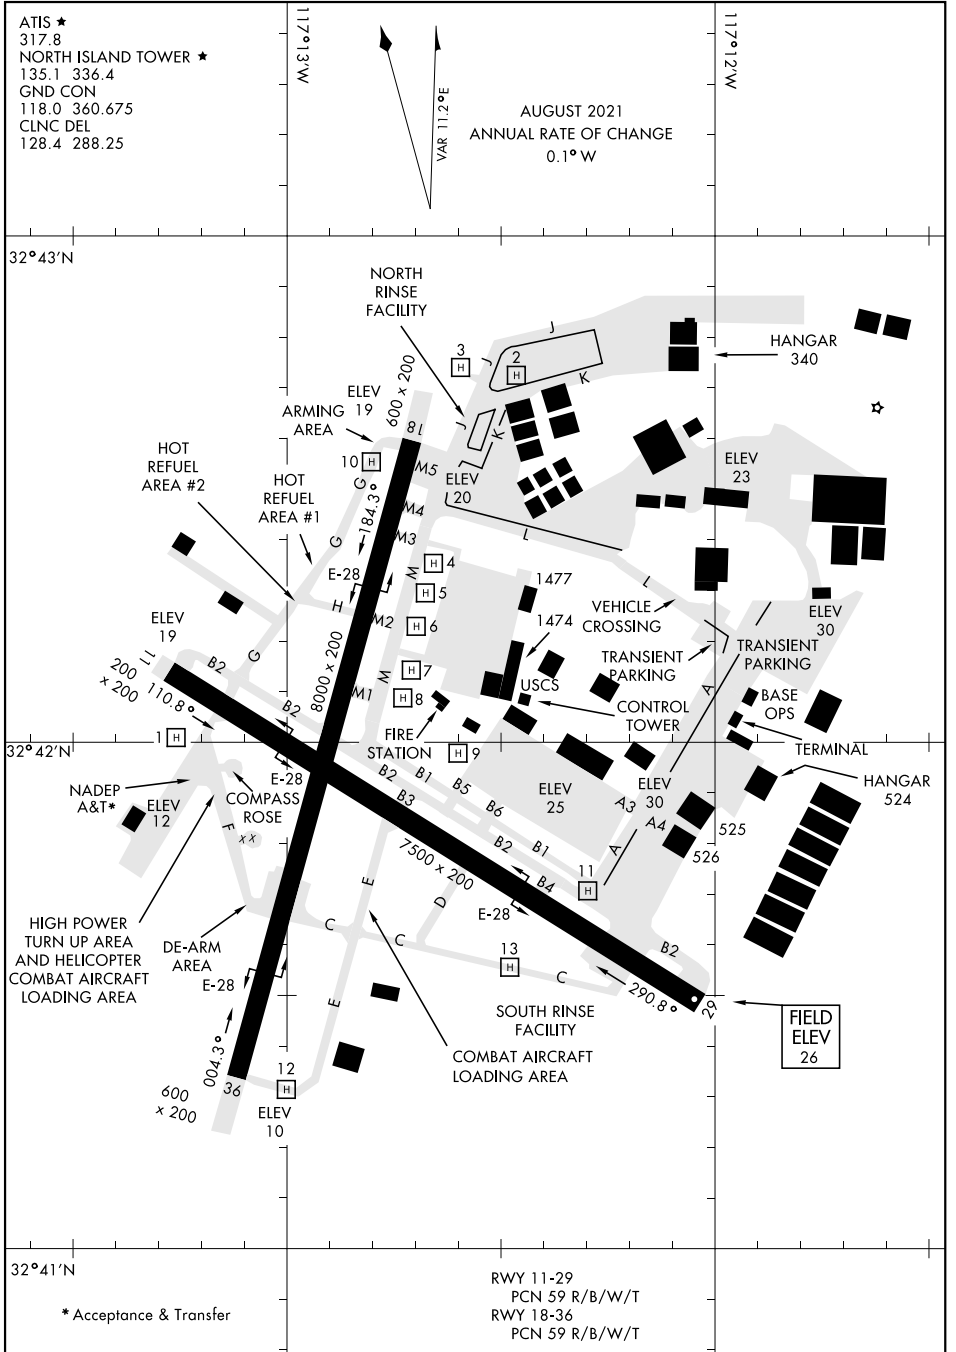 ATIS ★
317.8
NORTH ISLAND TOWER ★
135.1 336.4
GND CON
118.0 360.675
CLNC DEL
128.4 288.25
117°13'W
VAR 11.2°E
AUGUST 2021
ANNUAL RATE OF CHANGE
0.1° W
117°12'W
32°43'N
NORTH
RINSE
FACILITY
J
HANGAR
340
3
H
J
2
H
K
ELEV
19
600 x 200
ARMING
AREA
18
J
K
10 H
M5
ELEV
20
ELEV
23
HOT
REFUEL
AREA #2
HOT
REFUEL
AREA #1
G
184.3°
M4
M3
L
G
E-28
M
H 4
H 5
H
M2
H 6
1477
1474
L
VEHICLE
CROSSING
ELEV
30
ELEV
19
11
B2
G
8000 x 200
M
H 7
H 8
M1
TRANSIENT
PARKING
TRANSIENT
PARKING
A
200
x 200
110.8°
B2
USCS
CONTROL
TOWER
BASE
OPS
1 H
FIRE
STATION
H 9
TERMINAL
32°42'N
E-28
NADEP
A&T*
ELEV
12
COMPASS
ROSE
B2
B1
B3
B5
B6
ELEV
25
ELEV
30
A3
A4
HANGAR
524
525
526
F
x x
7500 x 200
B2
B1
A
E
D
B4
11
H
E-28
HIGH POWER
TURN UP AREA
AND HELICOPTER
COMBAT AIRCRAFT
LOADING AREA
DE-ARM
AREA
C
C
13
H
C
B2
E-28
290.8°
29
E
SOUTH RINSE
FACILITY
FIELD
ELEV
26
COMBAT AIRCRAFT
LOADING AREA
004.3°
36
12
H
ELEV
10
600
x 200
32°41'N
* Acceptance & Transfer
RWY 11-29
PCN 59 R/B/W/T
RWY 18-36
PCN 59 R/B/W/T